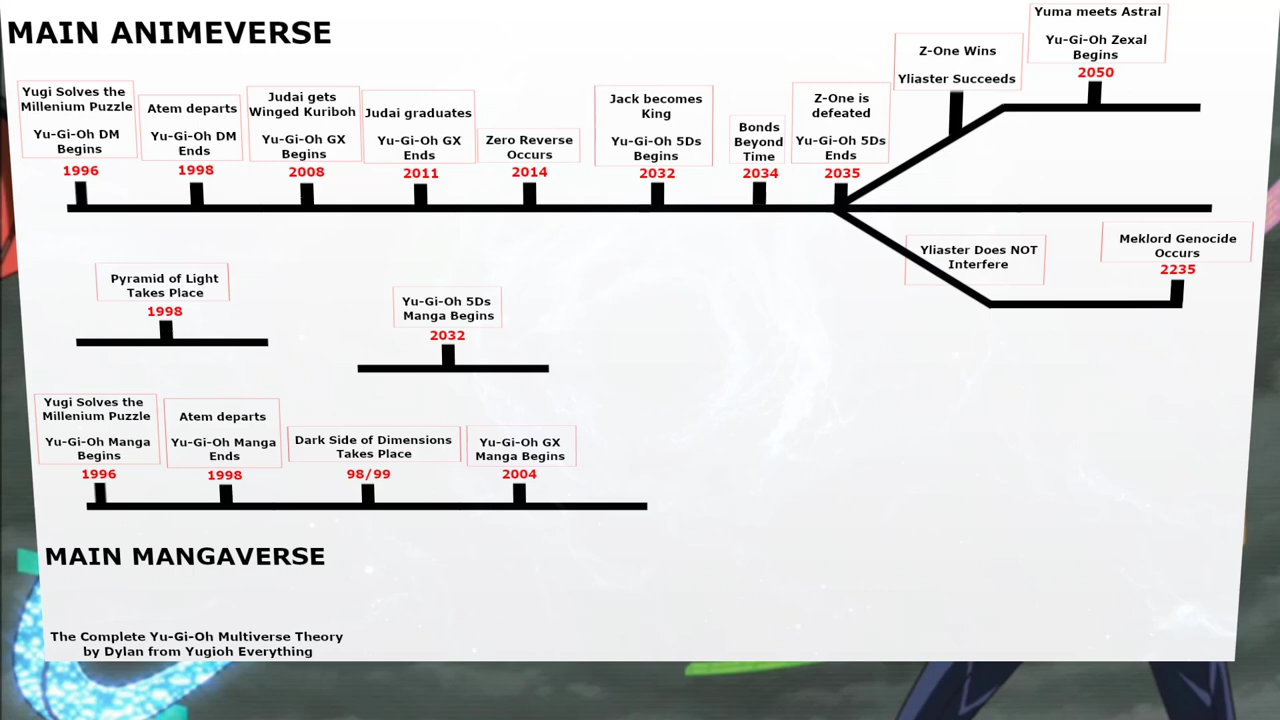 MAIN ANIMEVERSE
Yugi Solves the
Millenium Puzzle
Yu-Gi-Oh DM
Begins
1996
Atem departs
Yu-Gi-Oh DM
Ends
1998
Judai gets
Winged Kuriboh
Yu-Gi-Oh GX
Begins
2008
Judai graduates
Yu-Gi-Oh GX
Ends
2011
Zero Reverse
Occurs
2014
Jack becomes
King
Yu-Gi-Oh 5Ds
Begins
2032
Bonds
Beyond
Time
2034
Z-One is
defeated
Yu-Gi-Oh 5Ds
Ends
2035
Z-One Wins
Yliaster Succeeds
Yuma meets Astral
Yu-Gi-Oh Zexal
Begins
2050
Yliaster Does NOT
Interfere
Meklord Genocide
Occurs
2235
Pyramid of Light
Takes Place
1998
Yu-Gi-Oh 5Ds
Manga Begins
2032
Yugi Solves the
Millenium Puzzle
Yu-Gi-Oh Manga
Begins
1996
Atem departs
Yu-Gi-Oh Manga
Ends
1998
Dark Side of Dimensions
Takes Place
98/99
Yu-Gi-Oh GX
Manga Begins
2004
MAIN MANGAVERSE
The Complete Yu-Gi-Oh Multiverse Theory
by Dylan from Yugioh Everything